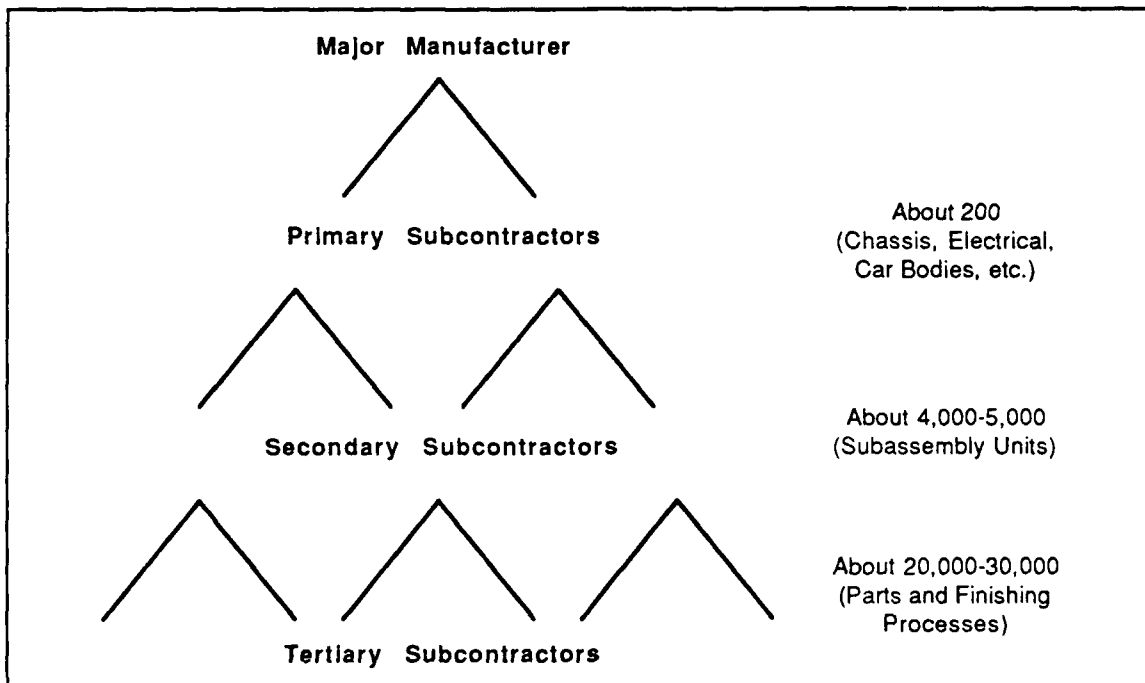 Major Manufacturer
Primary Subcontractors
About 200
(Chassis, Electrical,
Car Bodies, etc.)
Secondary Subcontractors
About 4,000-5,000
(Subassembly Units)
About 20,000-30,000
(Parts and Finishing
Processes)
Tertiary Subcontractors